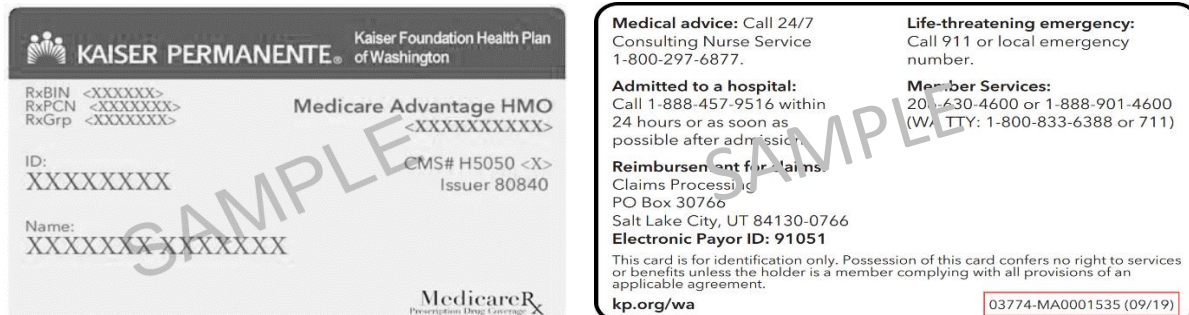 KAISER PERMANENTE®
Kaiser Foundation Health Plan
of Washington
RxBIN <XXXXXX>
RxPCN <XXXXXXX>
RxGrp <XXXXXXX>
Medicare Advantage HMO
<XXXXXXXXXX>
ID:
XXXXXXXX
CMS# H5050 <X>
Issuer 80840
Name:
XXXXXXX XXXXXXX
SAMPLE
MedicareRx
Prescription Drug Coverage
Medical advice: Call 24/7
Consulting Nurse Service
1-800-297-6877.
Admitted to a hospital:
Call 1-888-457-9516 within
24 hours or as soon as
possible after admission.
Reimbursement for claims:
Claims Processing
PO Box 30766
Salt Lake City, UT 84130-0766
Electronic Payor ID: 91051
Life-threatening emergency:
Call 911 or local emergency
number.
Member Services:
206-630-4600 or 1-888-901-4600
(WA TTY: 1-800-833-6388 or 711)
SAMPLE
This card is for identification only. Possession of this card confers no right to services
or benefits unless the holder is a member complying with all provisions of an
applicable agreement.
kp.org/wa
03774-MA0001535 (09/19)